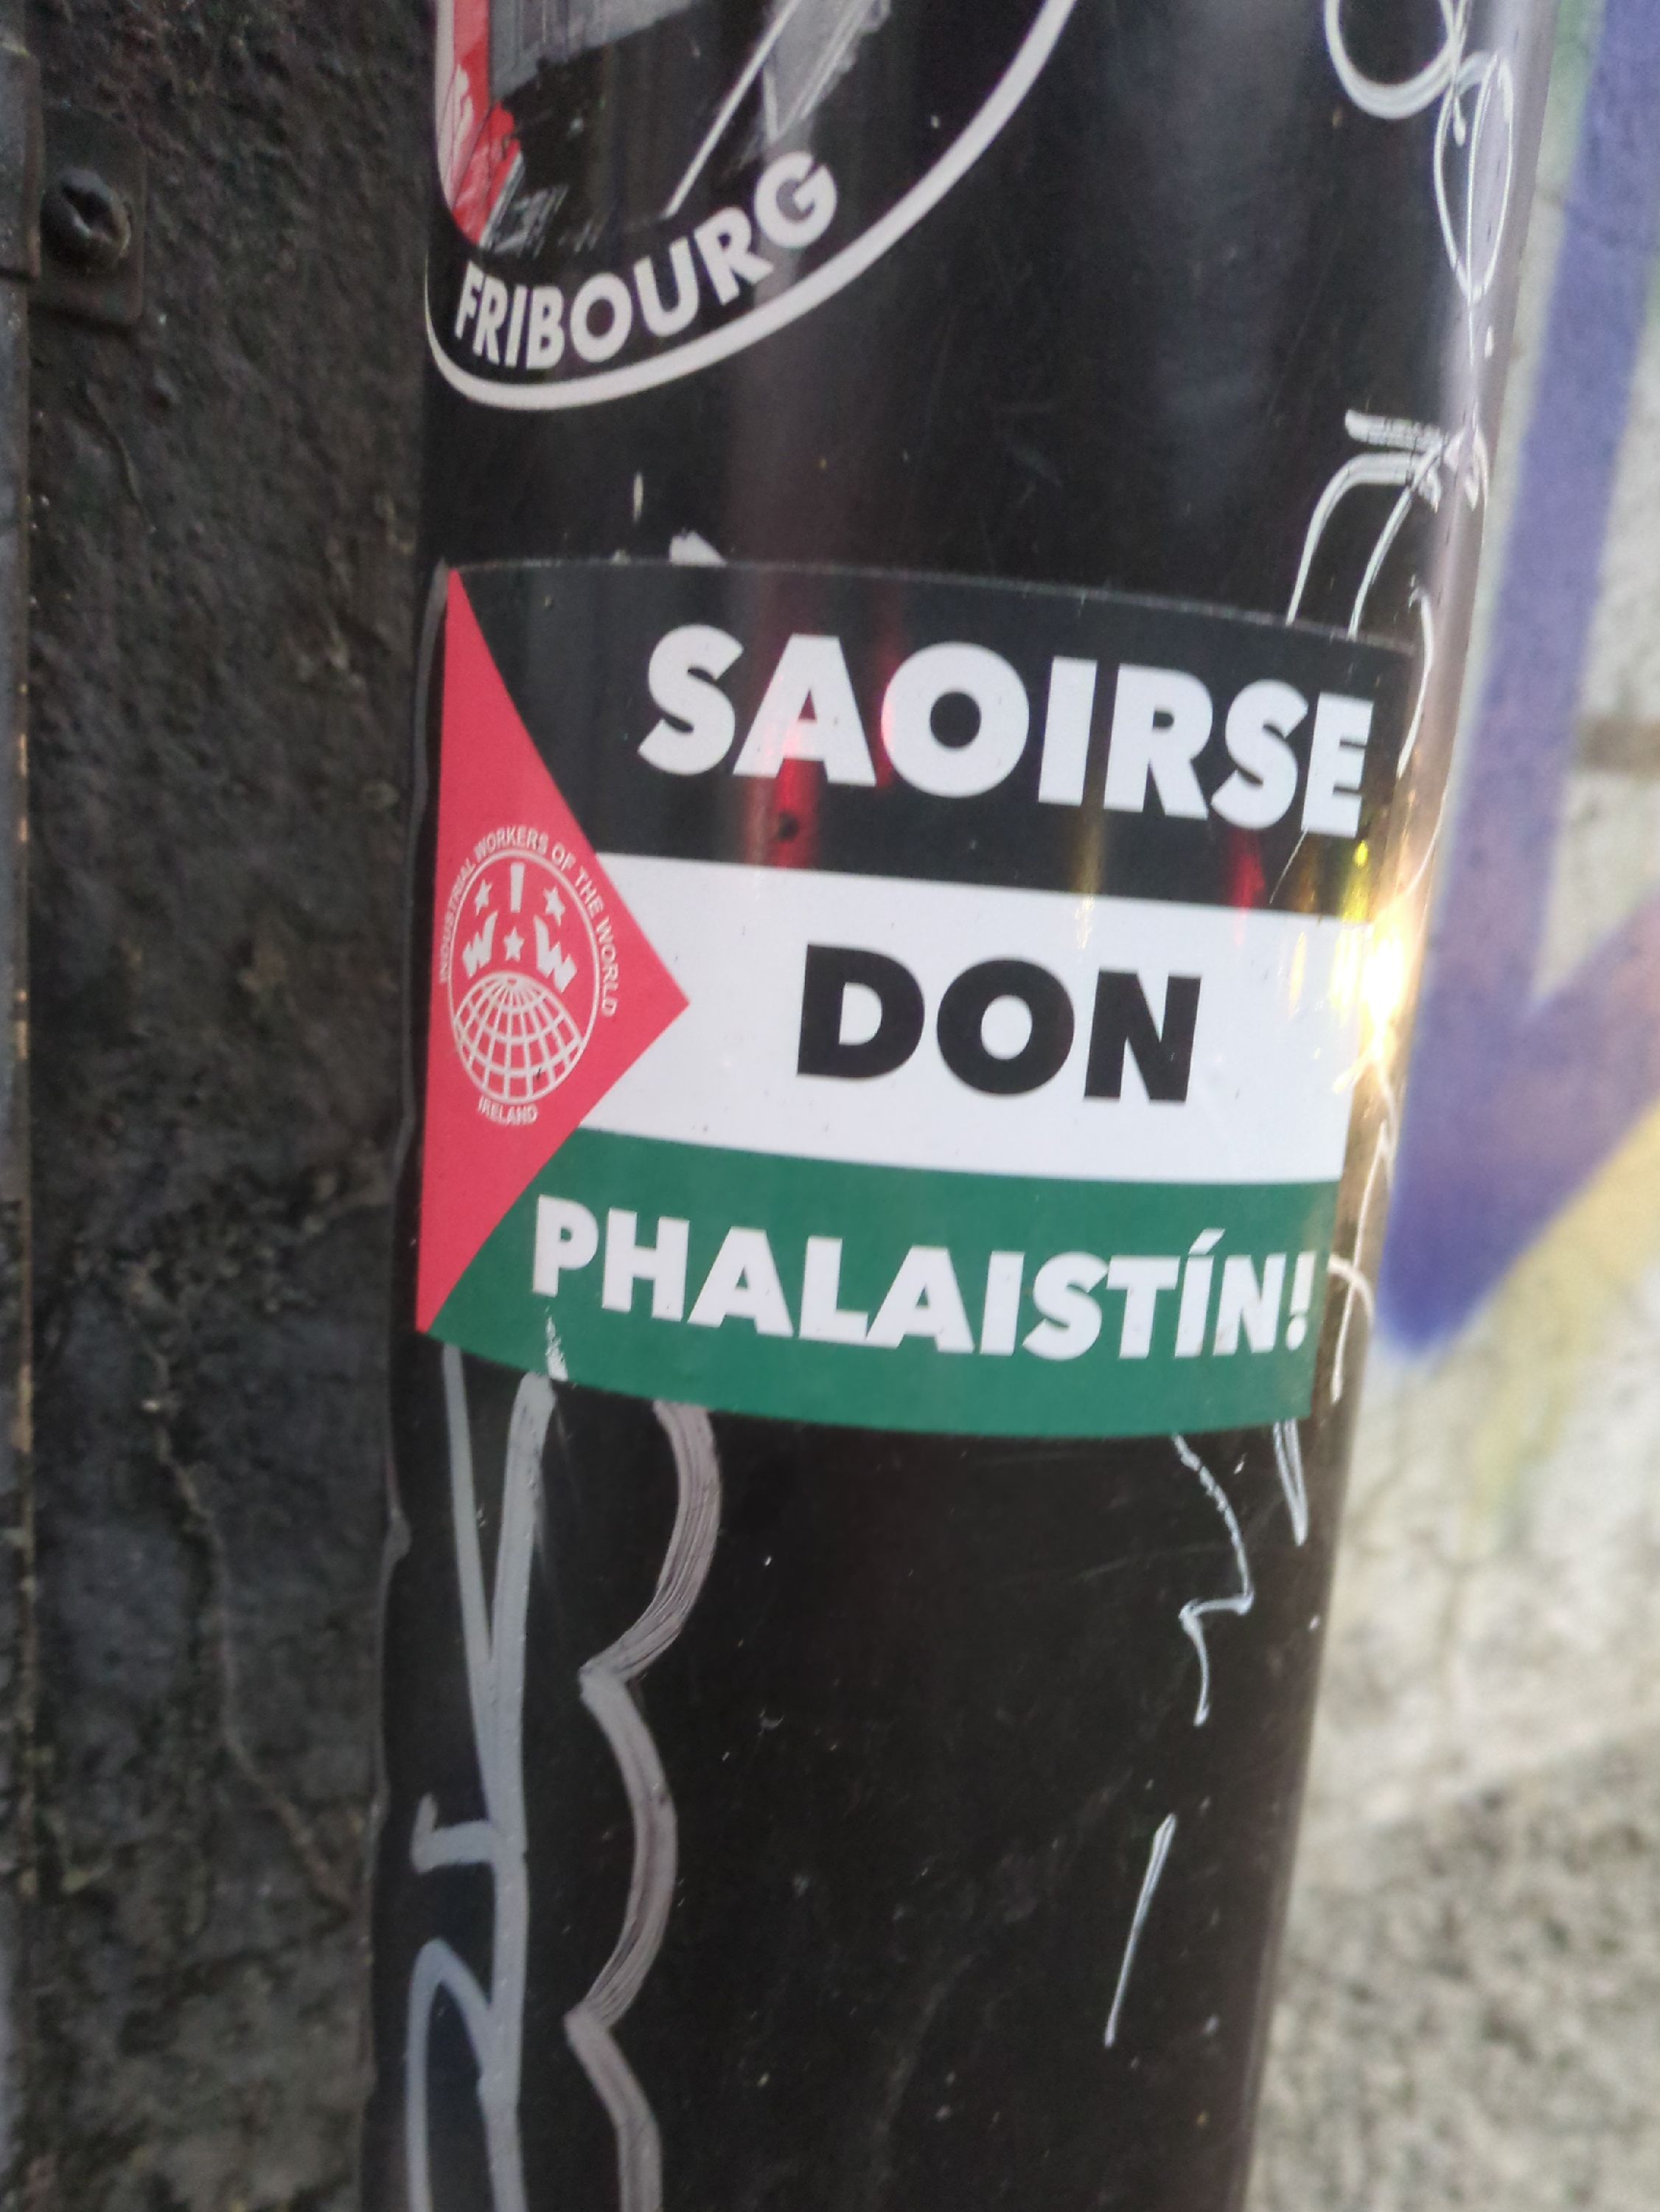 FRIBOURG
SAOIRSE
INDUSTRIAL WORKERS OF THE WORLD
I
W W
IRELAND
DON
PHALAISTÍN!